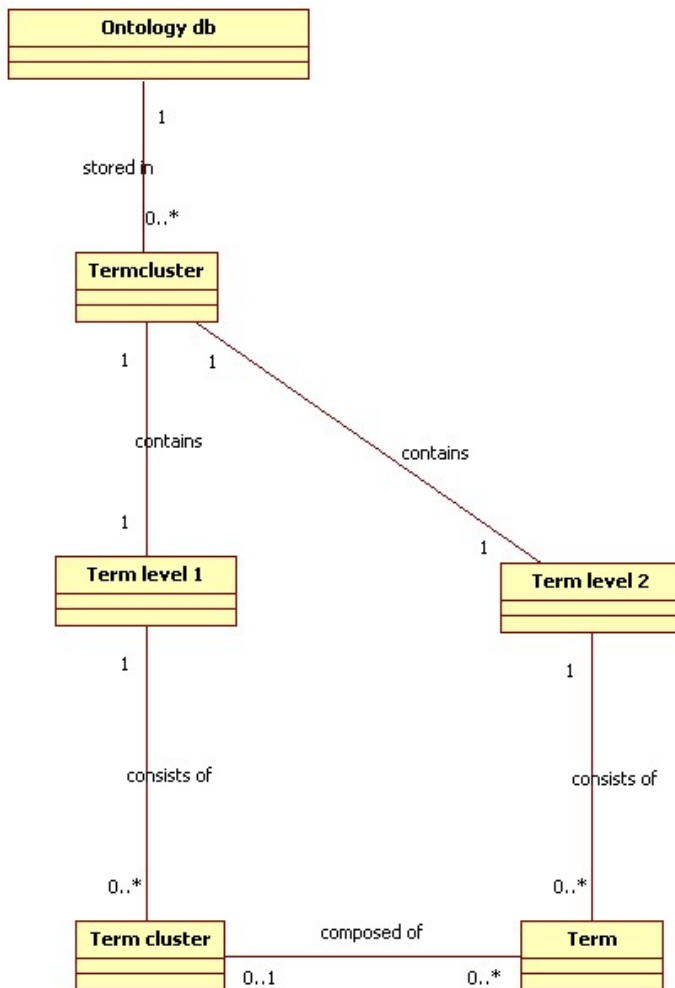 Ontology db
1
stored in
0..*
Termcluster
1
1
contains
contains
1
1
Term level 1
Term level 2
1
1
consists of
consists of
0..*
0..*
Term cluster
composed of
Term
0..1
0..*